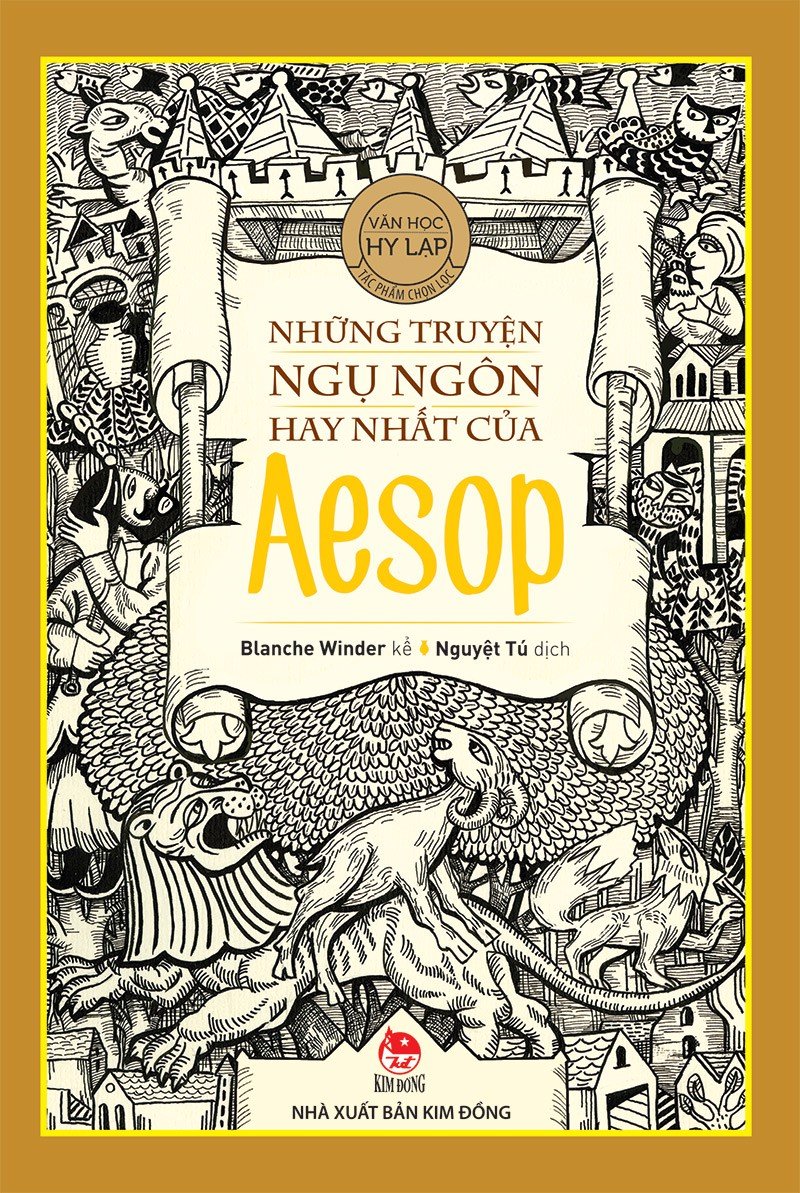 VĂN HỌC
HY LẠP
TÁC PHẨM CHỌN LỌC
NHỮNG TRUYỆN
NGỤ NGÔN
HAY NHẤT CỦA
Aesop
Blanche Winder kể Nguyệt Tú dịch
KIM ĐỒNG
NHÀ XUẤT BẢN KIM ĐỒNG